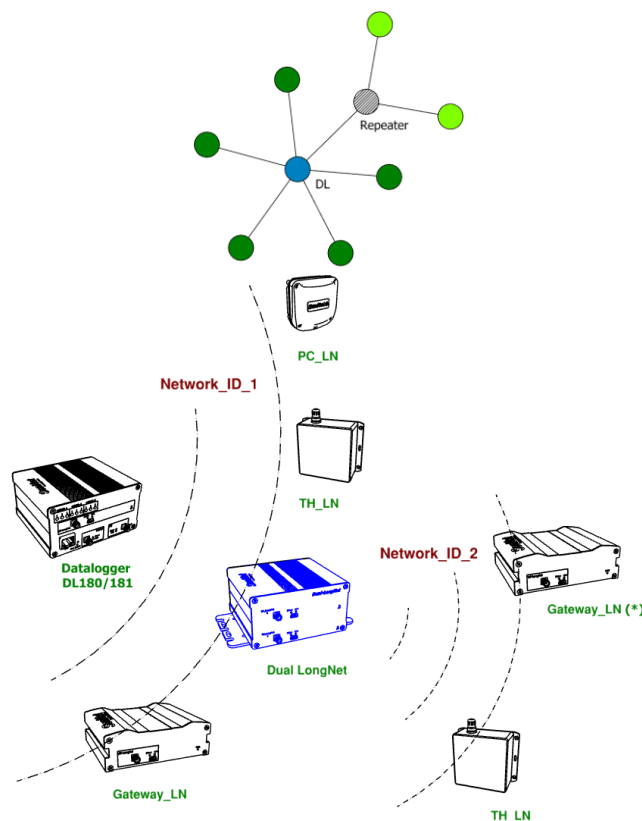 Repeater
DL
PC_LN
Network_ID_1
TH_LN
Datalogger
DL180/181
Network_ID_2
Gateway_LN (*)
Dual LongNet
Gateway_LN
TH_LN